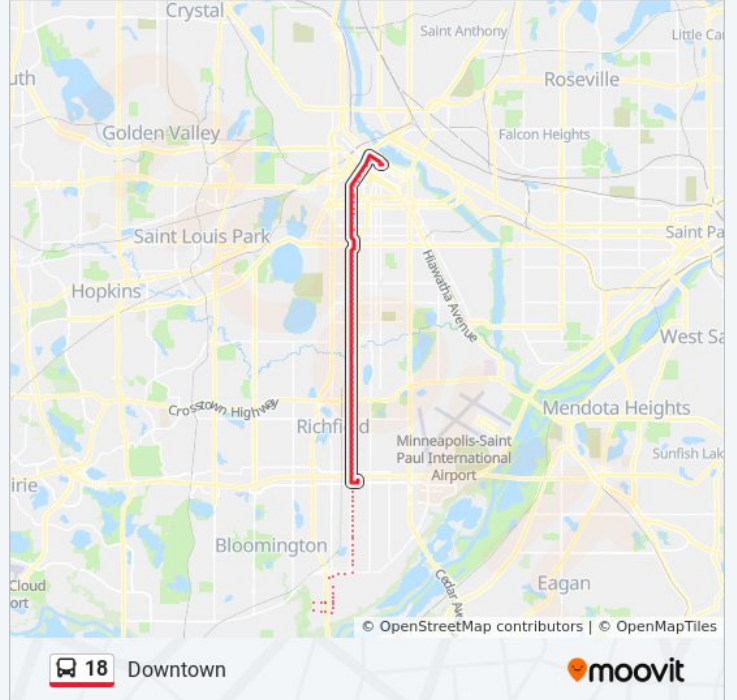 Crystal
Saint Anthony
Little Ca
uth
Roseville
Golden Valley
Falcon Heights
Saint Louis Park
Saint Pa
Hopkins
Hiawatha Avenue
West Sa
Crosstown Highway
Mendota Heights
Richfield
Minneapolis-Saint
Paul International
Airport
Sunfish Lak
irie
Bloomington
Cloud
ort
Cedar Av
Eagan
© OpenStreetMap contributors | © OpenMapTiles
18 Downtown
moovit